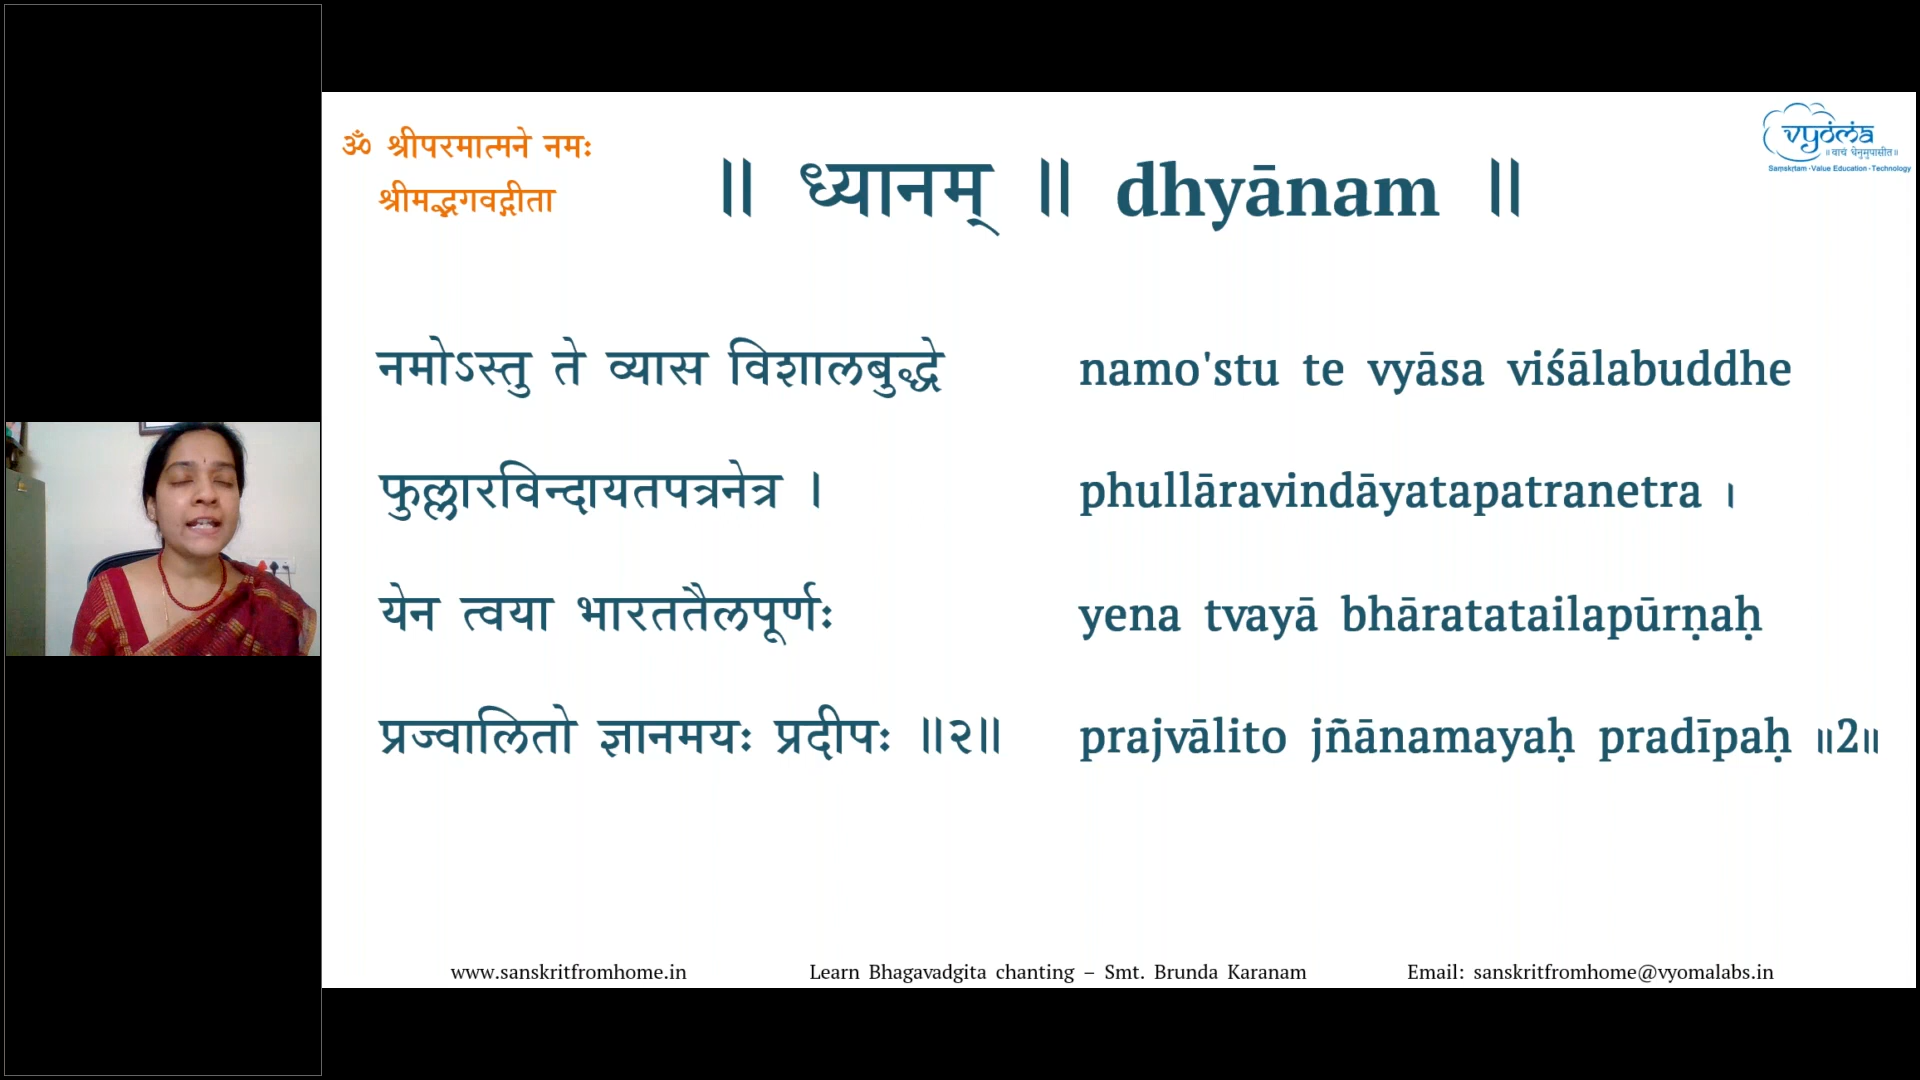 ॐ श्रीपरमात्मने नमः
श्रीमद्भगवद्गीता
॥ ध्यानम् ॥ dhyānam ॥
vyoma
॥ वाचं धेनुमुपासीत॥
Saṃskṛtam - Value Education - Technology
नमोऽस्तु ते व्यास विशालबुद्धे
namo'stu te vyāsa viśālabuddhe
फुल्लारविन्दायतपत्रनेत्र ।
phullāravindāyatapatranetra ।
येन त्वया भारततैलपूर्णः
yena tvayā bhāratatailapūrṇaḥ
प्रज्वालितो ज्ञानमयः प्रदीपः ॥२॥
prajvālito jñānamayaḥ pradīpaḥ ॥2॥
www.sanskritfromhome.in
Learn Bhagavadgita chanting – Smt. Brunda Karanam
Email: sanskritfromhome@vyomalabs.in